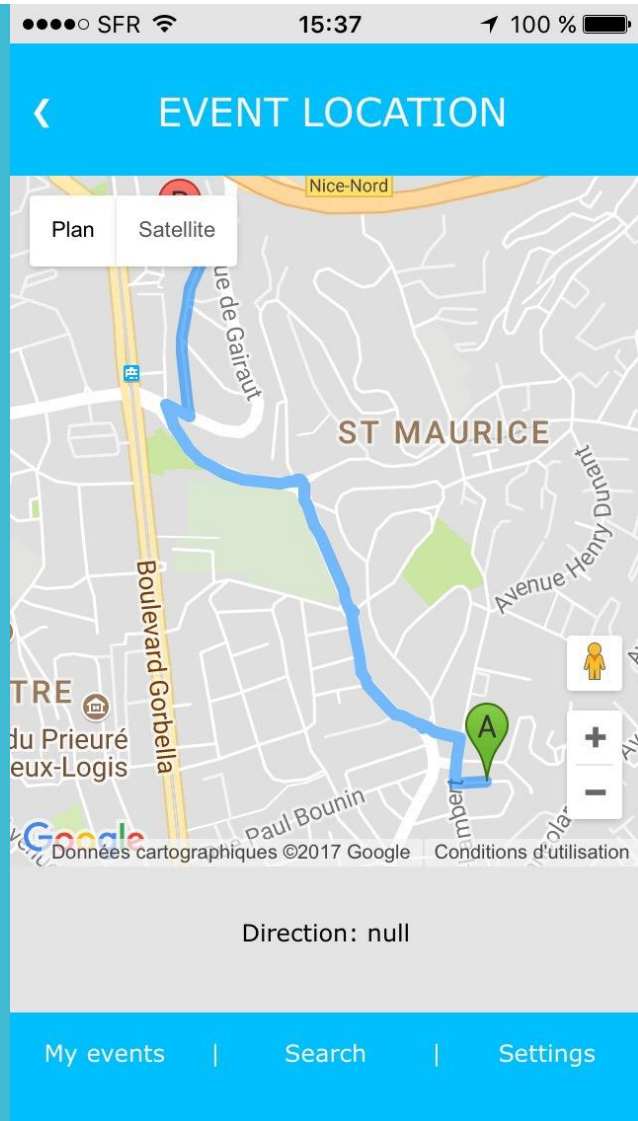 SFR
15:37
100 %
EVENT LOCATION
Nice-Nord
Plan
Satellite
ue de Gairaut
ST MAURICE
Avenue Henry Dunant
Boulevard Gorbella
TRE
du Prieuré
eux-Logis
A
+
−
Paul Bounin
Google
Données cartographiques ©2017 Google
Conditions d'utilisation
Direction: null
My events | Search | Settings